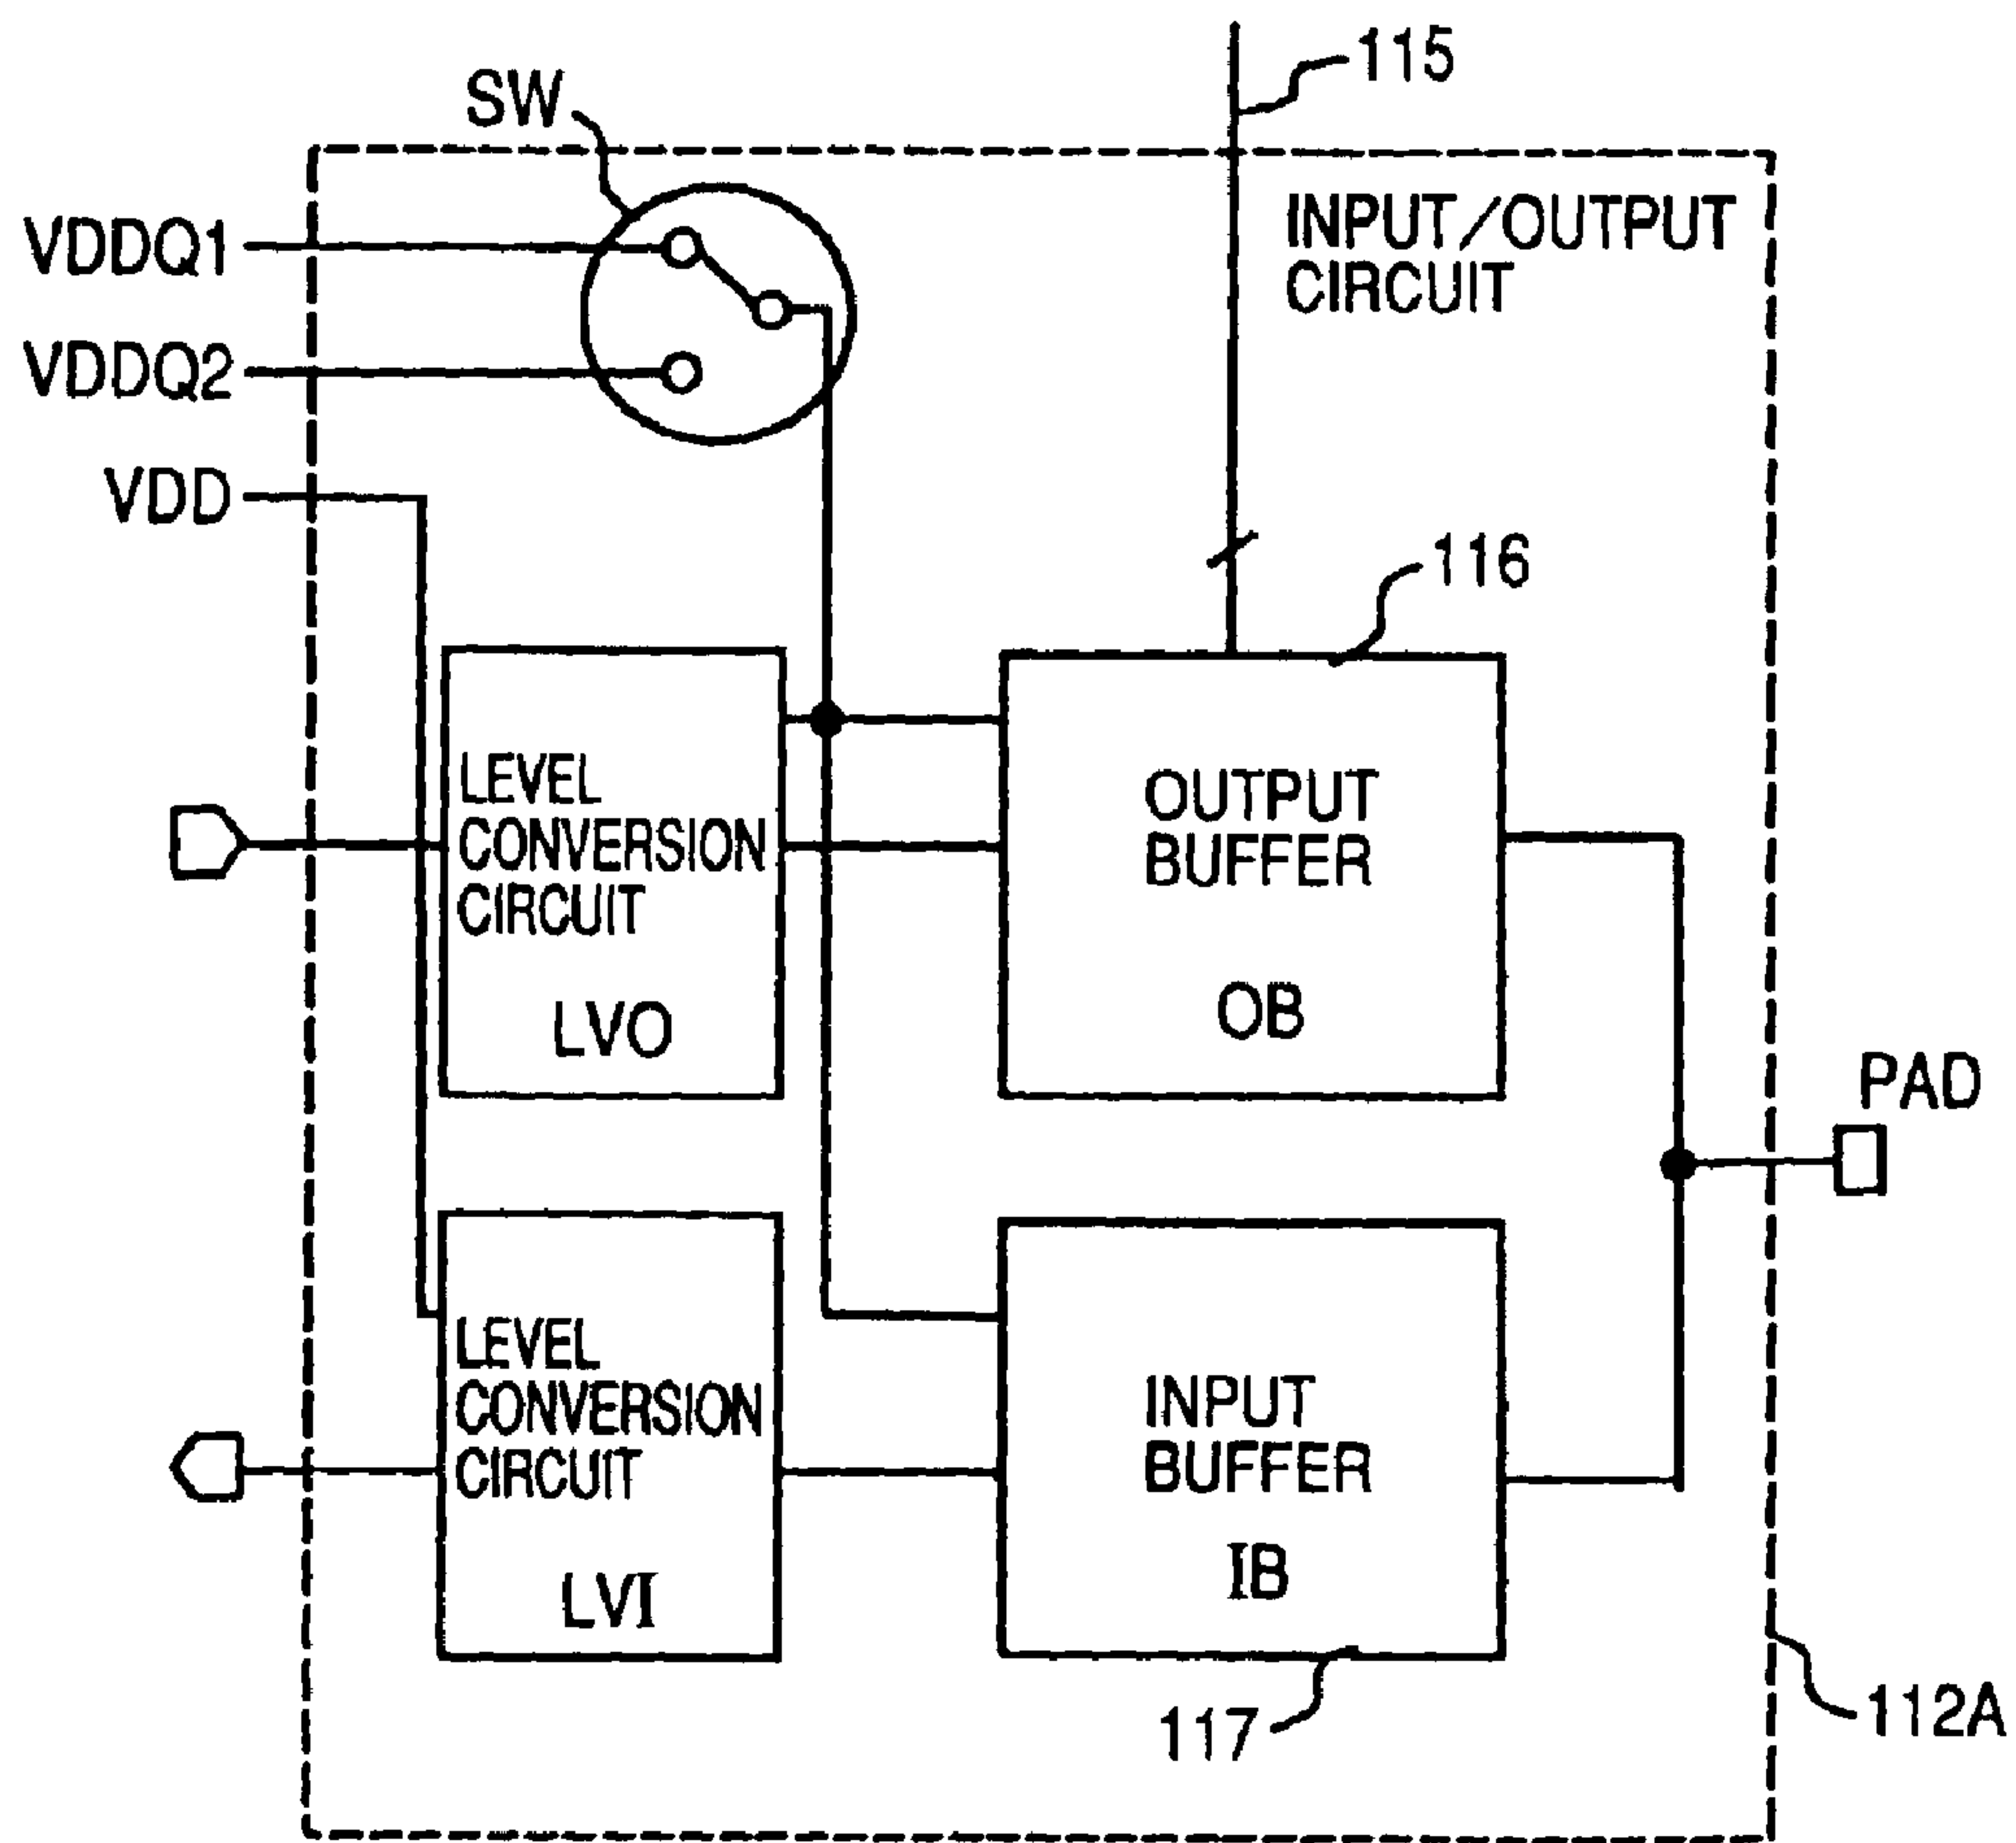 115
SW
INPUT/OUTPUT
CIRCUIT
VDDQ1
VDDQ2
VDD
116
LEVEL
CONVERSION
CIRCUIT
LVO
OUTPUT
BUFFER
OB
PAD
LEVEL
CONVERSION
CIRCUIT
LVI
INPUT
BUFFER
IB
117
112A